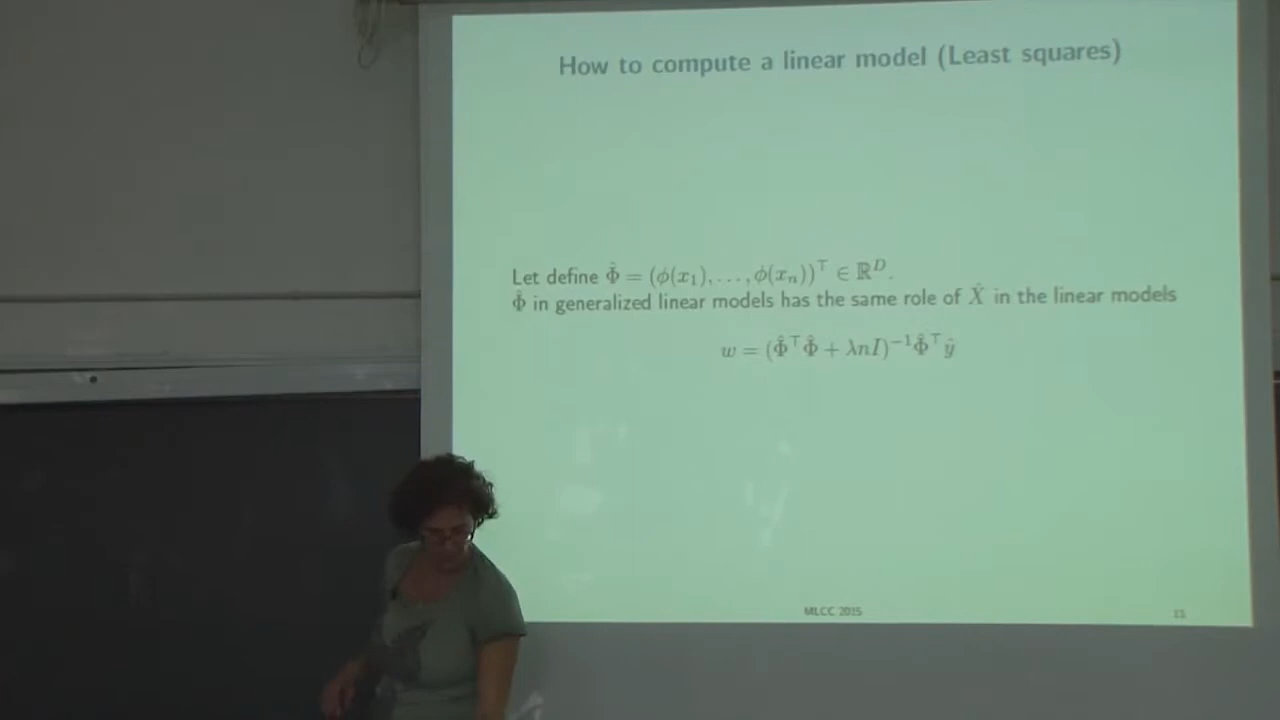 How to compute a linear model (Least squares)
Let define Φ̂ = (ϕ(x₁), . . . , ϕ(xₙ))ᵀ ∈ ℝᴰ.
Φ̂ in generalized linear models has the same role of X̂ in the linear models
w = (Φ̂ᵀΦ̂ + λnI)⁻¹Φ̂ᵀŷ
MLCC 2015